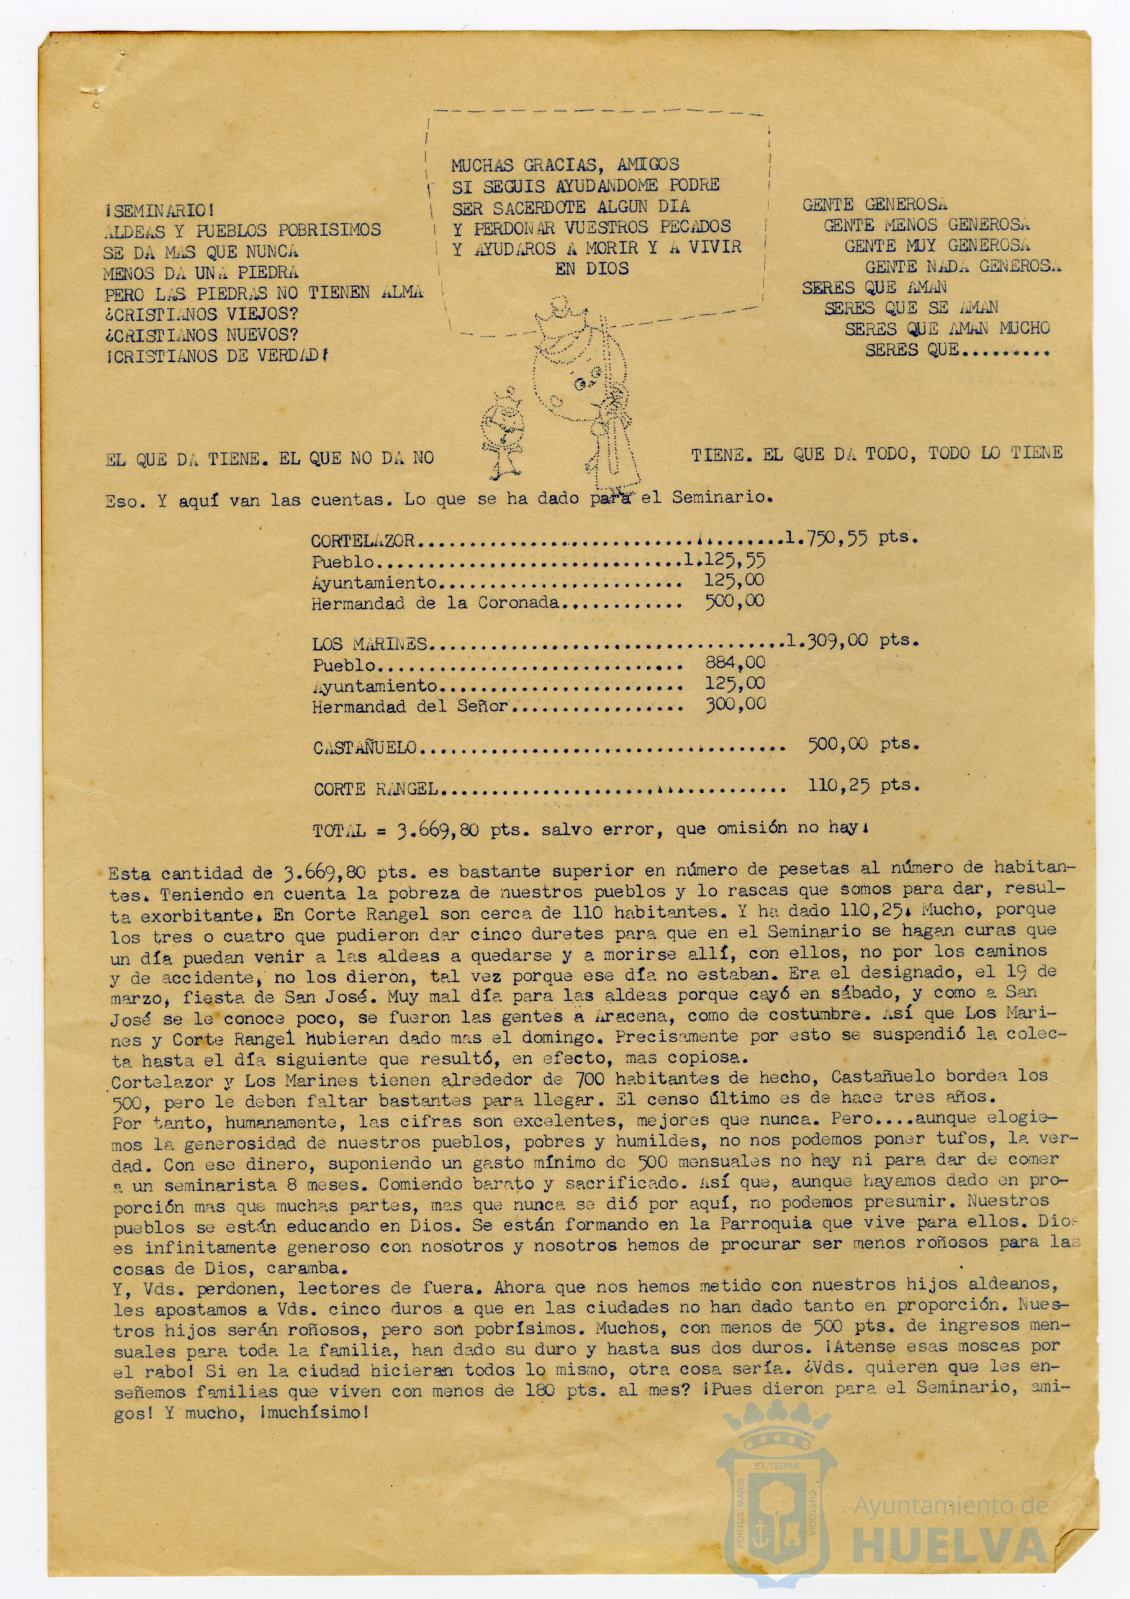 MUCHAS GRACIAS, AMIGOS
SI SEGUIS AYUDANDOME PODRE
SER SACERDOTE ALGUN DIA
Y PERDONAR VUESTROS PECADOS
Y AYUDAROS A MORIR Y A VIVIR
EN DIOS
¡SEMINARIO!
ALDEAS Y PUEBLOS POBRISIMOS
SE DA MAS QUE NUNCA
MENOS DA UNA PIEDRA
PERO LAS PIEDRAS NO TIENEN ALMA
¿CRISTIANOS VIEJOS?
¿CRISTIANOS NUEVOS?
¡CRISTIANOS DE VERDAD!
GENTE GENEROSA
GENTE MENOS GENEROSA
GENTE MUY GENEROSA
GENTE NADA GENEROSA
SERES QUE AMAN
SERES QUE SE AMAN
SERES QUE AMAN MUCHO
SERES QUE.........
EL QUE DA TIENE. EL QUE NO DA NO TIENE. EL QUE DA TODO, TODO LO TIENE
Eso. Y aquí van las cuentas. Lo que se ha dado para el Seminario.
CORTELAZOR....................................1.750,55 pts.
Pueblo..............................1.125,55
Ayuntamiento........................ 125,00
Hermandad de la Coronada............ 500,00
LOS MARINES...................................1.309,00 pts.
Pueblo.............................. 884,00
Ayuntamiento........................ 125,00
Hermandad del Señor................. 300,00
CASTAÑUELO.................................... 500,00 pts.
CORTE RANGEL.................................. 110,25 pts.
TOTAL = 3.669,80 pts. salvo error, que omisión no hay.
Esta cantidad de 3.669,80 pts. es bastante superior en número de pesetas al número de habitan-
tes. Teniendo en cuenta la pobreza de nuestros pueblos y lo rascas que somos para dar, resul-
ta exorbitante. En Corte Rangel son cerca de 110 habitantes. Y ha dado 110,25. Mucho, porque
los tres o cuatro que pudieron dar cinco duretes para que en el Seminario se hagan curas que
un día puedan venir a las aldeas a quedarse y a morirse allí, con ellos, no por los caminos
y de accidente, no los dieron, tal vez porque ese día no estaban. Era el designado, el 19 de
marzo, fiesta de San José. Muy mal día para las aldeas porque cayó en sábado, y como a San
José se le conoce poco, se fueron las gentes a Aracena, como de costumbre. Así que Los Mari-
nes y Corte Rangel hubieran dado mas el domingo. Precisamente por esto se suspendió la colec-
ta hasta el día siguiente que resultó, en efecto, mas copiosa.
Cortelazor y Los Marines tienen alrededor de 700 habitantes de hecho, Castañuelo bordea los
500, pero le deben faltar bastantes para llegar. El censo último es de hace tres años.
Por tanto, humanamente, las cifras son excelentes, mejores que nunca. Pero....aunque elogie-
mos la generosidad de nuestros pueblos, pobres y humildes, no nos podemos poner tufos, la ver-
dad. Con ese dinero, suponiendo un gasto mínimo de 500 mensuales no hay ni para dar de comer
a un seminarista 8 meses. Comiendo barato y sacrificado. Así que, aunque hayamos dado en pro-
porción mas que muchas partes, mas que nunca se dió por aquí, no podemos presumir. Nuestros
pueblos se están educando en Dios. Se están formando en la Parroquia que vive para ellos. Dios
es infinitamente generoso con nosotros y nosotros hemos de procurar ser menos roñosos para las
cosas de Dios, caramba.
Y, Vds. perdonen, lectores de fuera. Ahora que nos hemos metido con nuestros hijos aldeanos,
les apostamos a Vds. cinco duros a que en las ciudades no han dado tanto en proporción. Nues-
tros hijos serán roñosos, pero son pobrísimos. Muchos, con menos de 500 pts. de ingresos men-
suales para toda la familia, han dado su duro y hasta sus dos duros. ¡Atense esas moscas por
el rabo! Si en la ciudad hicieran todos lo mismo, otra cosa sería. ¿Vds. quieren que les en-
señemos familias que viven con menos de 180 pts. al mes? ¡Pues dieron para el Seminario, ami-
gos! Y mucho, ¡muchísimo!
PORTUS MARIS
ET TERRA
CUSTODIA
Ayuntamiento de
HUELVA